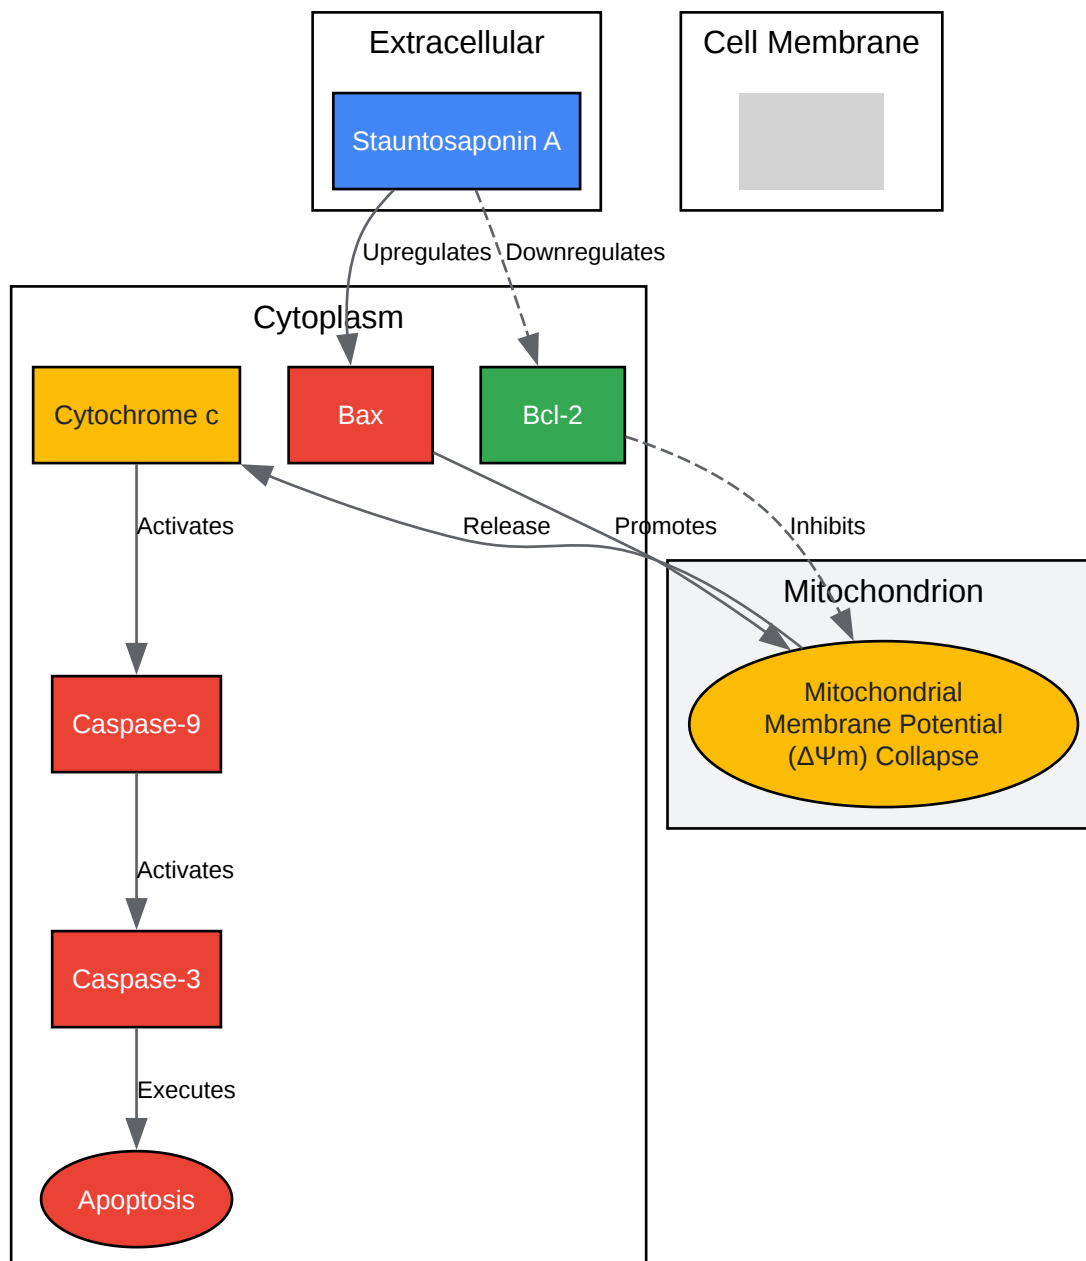 Extracellular
Cell Membrane
Stauntosaponin A
Upregulates
Downregulates
Cytoplasm
Cytochrome c
Bax
Bcl-2
Activates
Release
Promotes
Inhibits
Mitochondrion
Mitochondrial
Membrane Potential
(ΔΨm) Collapse
Caspase-9
Activates
Caspase-3
Executes
Apoptosis